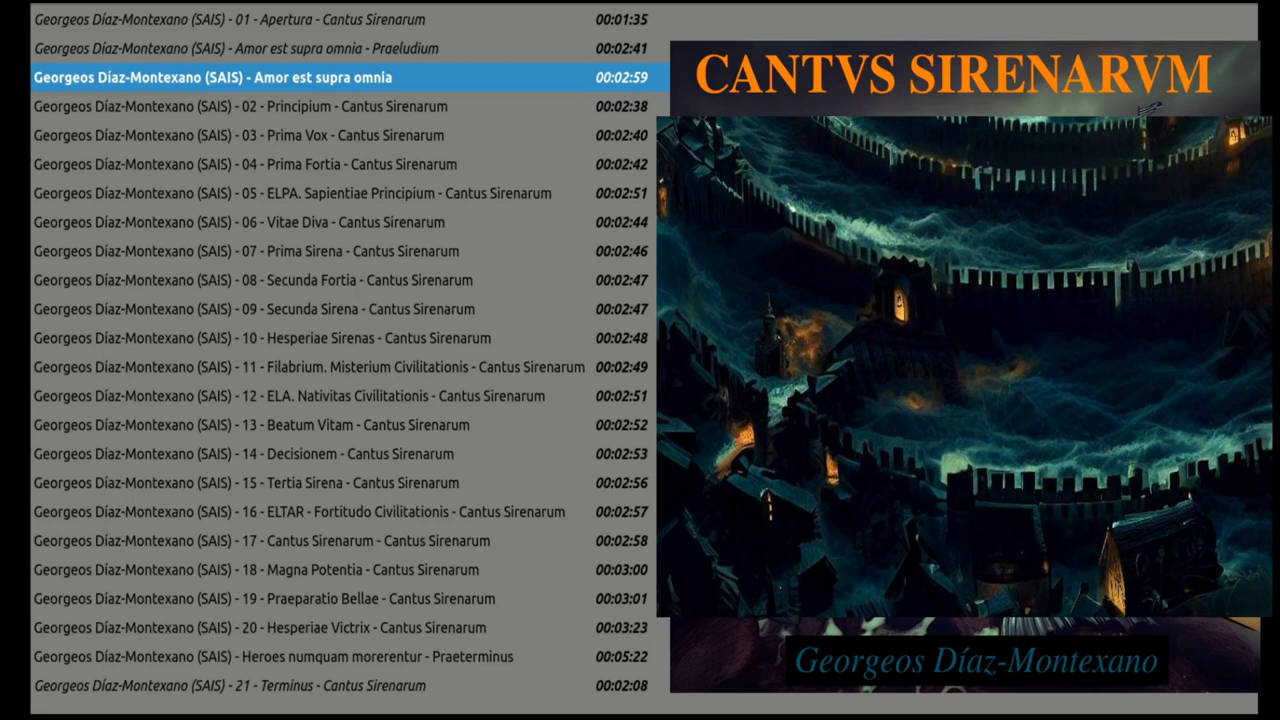 Georgeos Díaz-Montexano (SAIS) - 01 - Apertura - Cantus Sirenarum 00:01:35
Georgeos Díaz-Montexano (SAIS) - Amor est supra omnia - Praeludium 00:02:41
Georgeos Díaz-Montexano (SAIS) - Amor est supra omnia 00:02:59
Georgeos Díaz-Montexano (SAIS) - 02 - Principium - Cantus Sirenarum 00:02:38
Georgeos Díaz-Montexano (SAIS) - 03 - Prima Vox - Cantus Sirenarum 00:02:40
Georgeos Díaz-Montexano (SAIS) - 04 - Prima Fortia - Cantus Sirenarum 00:02:42
Georgeos Díaz-Montexano (SAIS) - 05 - ELPA. Sapientiae Principium - Cantus Sirenarum 00:02:51
Georgeos Díaz-Montexano (SAIS) - 06 - Vitae Diva - Cantus Sirenarum 00:02:44
Georgeos Díaz-Montexano (SAIS) - 07 - Prima Sirena - Cantus Sirenarum 00:02:46
Georgeos Díaz-Montexano (SAIS) - 08 - Secunda Fortia - Cantus Sirenarum 00:02:47
Georgeos Díaz-Montexano (SAIS) - 09 - Secunda Sirena - Cantus Sirenarum 00:02:47
Georgeos Díaz-Montexano (SAIS) - 10 - Hesperiae Sirenas - Cantus Sirenarum 00:02:48
Georgeos Díaz-Montexano (SAIS) - 11 - Filabrium. Misterium Civilitationis - Cantus Sirenarum 00:02:49
Georgeos Díaz-Montexano (SAIS) - 12 - ELA. Nativitas Civilitationis - Cantus Sirenarum 00:02:51
Georgeos Díaz-Montexano (SAIS) - 13 - Beatum Vitam - Cantus Sirenarum 00:02:52
Georgeos Díaz-Montexano (SAIS) - 14 - Decisionem - Cantus Sirenarum 00:02:53
Georgeos Díaz-Montexano (SAIS) - 15 - Tertia Sirena - Cantus Sirenarum 00:02:56
Georgeos Díaz-Montexano (SAIS) - 16 - ELTAR - Fortitudo Civilitationis - Cantus Sirenarum 00:02:57
Georgeos Díaz-Montexano (SAIS) - 17 - Cantus Sirenarum - Cantus Sirenarum 00:02:58
Georgeos Díaz-Montexano (SAIS) - 18 - Magna Potentia - Cantus Sirenarum 00:03:00
Georgeos Díaz-Montexano (SAIS) - 19 - Praeparatio Bellae - Cantus Sirenarum 00:03:01
Georgeos Díaz-Montexano (SAIS) - 20 - Hesperiae Victrix - Cantus Sirenarum 00:03:23
Georgeos Díaz-Montexano (SAIS) - Heroes numquam morerentur - Praeterminus 00:05:22
Georgeos Díaz-Montexano (SAIS) - 21 - Terminus - Cantus Sirenarum 00:02:08
CANTVS SIRENARVM
Georgeos Díaz-Montexano